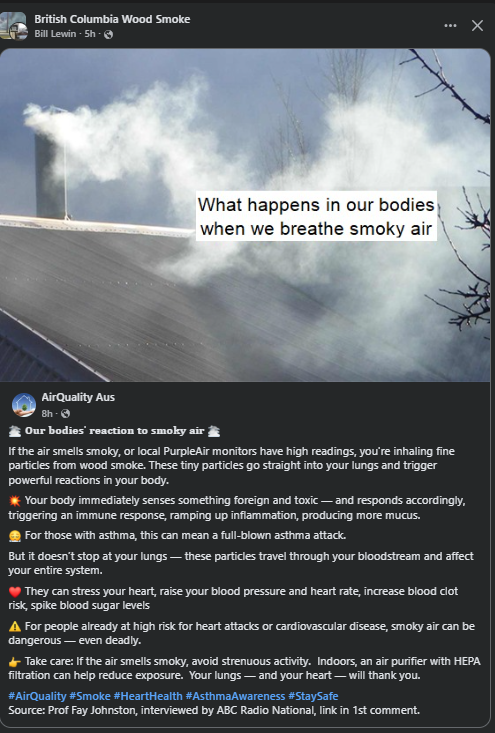 British Columbia Wood Smoke
Bill Lewin · 5h ·
What happens in our bodies
when we breathe smoky air
AirQuality Aus
8h ·
Our bodies' reaction to smoky air
If the air smells smoky, or local PurpleAir monitors have high readings, you're inhaling fine
particles from wood smoke. These tiny particles go straight into your lungs and trigger
powerful reactions in your body.
💥 Your body immediately senses something foreign and toxic — and responds accordingly,
triggering an immune response, ramping up inflammation, producing more mucus.
For those with asthma, this can mean a full-blown asthma attack.
But it doesn't stop at your lungs — these particles travel through your bloodstream and affect
your entire system.
❤️ They can stress your heart, raise your blood pressure and heart rate, increase blood clot
risk, spike blood sugar levels
⚠️ For people already at high risk for heart attacks or cardiovascular disease, smoky air can be
dangerous — even deadly.
👉 Take care: If the air smells smoky, avoid strenuous activity. Indoors, an air purifier with HEPA
filtration can help reduce exposure. Your lungs — and your heart — will thank you.
#AirQuality #Smoke #HeartHealth #AsthmaAwareness #StaySafe
Source: Prof Fay Johnston, interviewed by ABC Radio National, link in 1st comment.